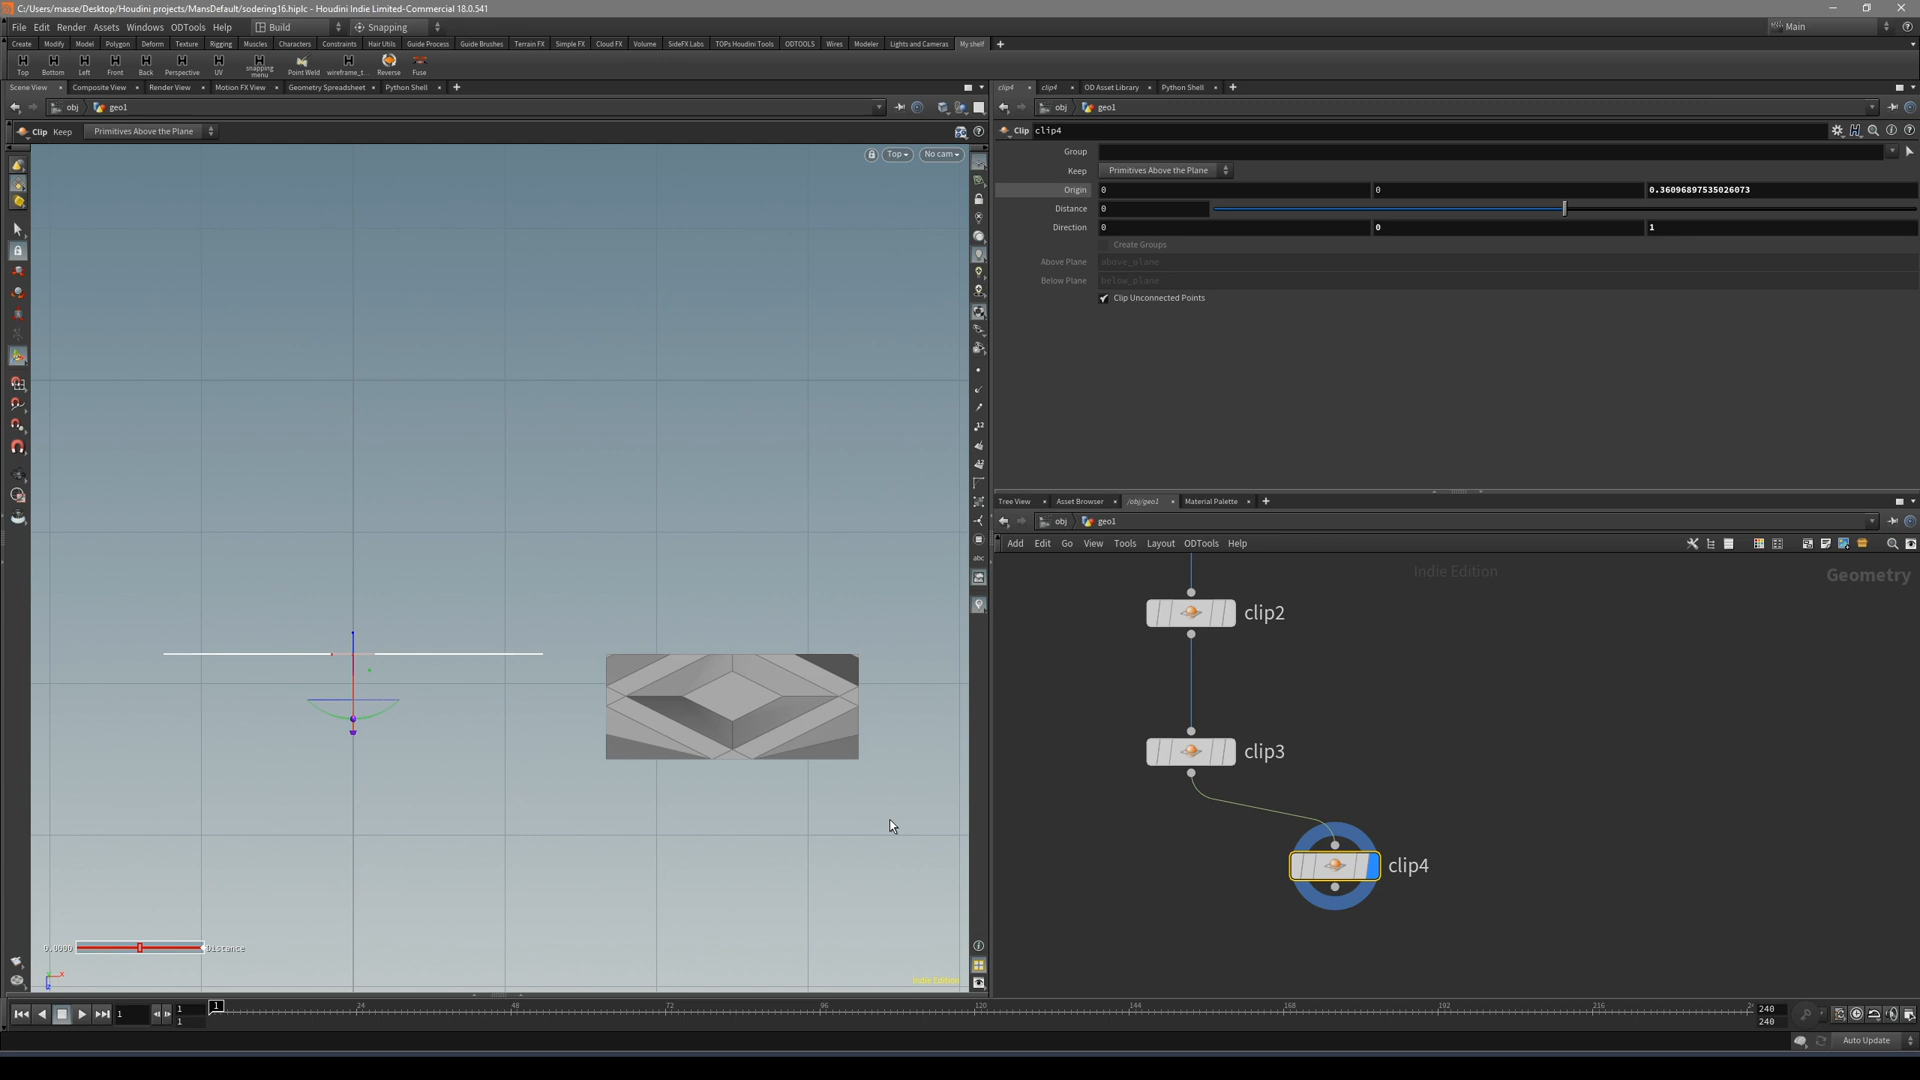 C:/Users/masse/Desktop/Houdini projects/MansDefault/sodering16.hiplc - Houdini Indie Limited-Commercial 18.0.541
File Edit Render Assets Windows ODTools Help Build Snapping Main
Create Modify Model Polygon Deform Texture Rigging Muscles Characters Constraints Hair Utils Guide Process Guide Brushes Terrain FX Simple FX Cloud FX Volume SideFX Labs TOPs Houdini Tools ODTOOLS Wires Modeler Lights and Cameras My shelf
Top Bottom Left Front Back Perspective UV snapping menu Point Weld wireframe_t... Reverse Fuse
Scene View Composite View Render View Motion FX View Geometry Spreadsheet Python Shell
obj geo1
Clip Keep Primitives Above the Plane
Top No cam
0.0000 Distance
Indie Edition
clip4 clip4 OD Asset Library Python Shell
obj geo1
Clip clip4
Group
Keep Primitives Above the Plane
Origin 0 0 0.36096897535026073
Distance 0
Direction 0 0 1
Create Groups
Above Plane above_plane
Below Plane below_plane
Clip Unconnected Points
Tree View Asset Browser /obj/geo1 Material Palette
obj geo1
Add Edit Go View Tools Layout ODTools Help
Indie Edition
Geometry
clip2
clip3
clip4
1 1 1 1 24 48 72 96 120 144 168 192 216 240
240
Auto Update